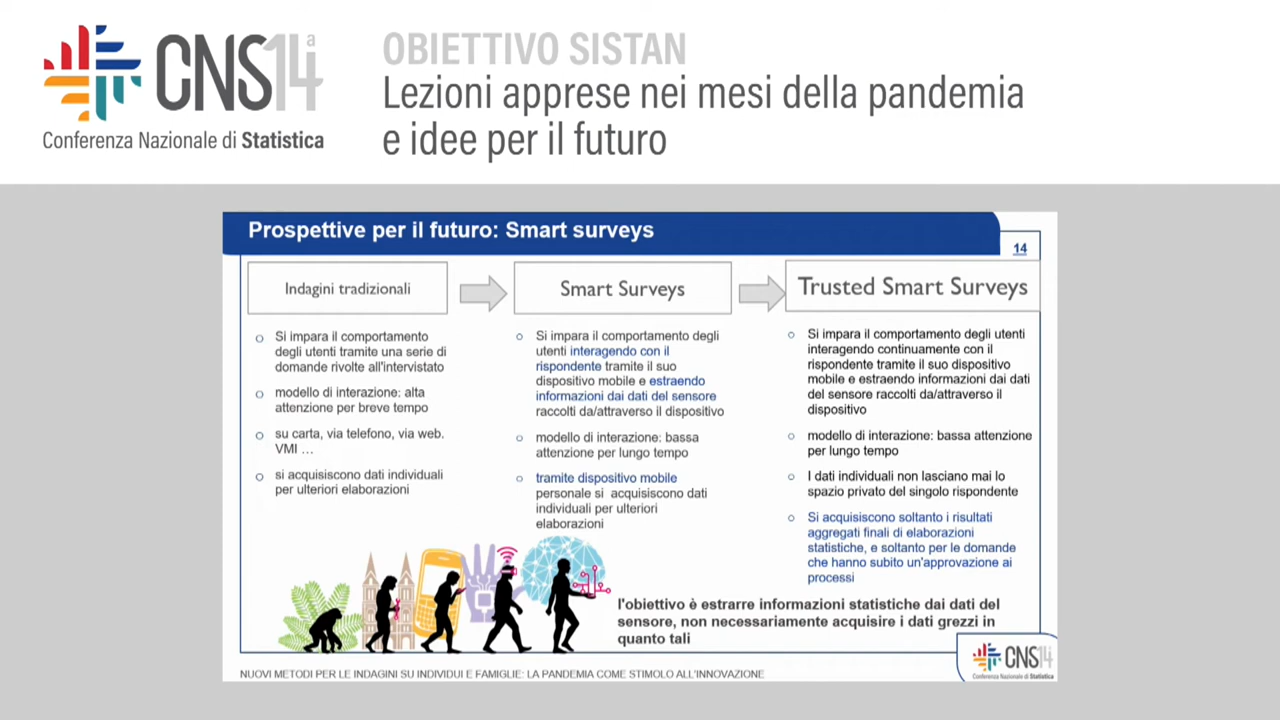 CNS14a
Conferenza Nazionale di Statistica
OBIETTIVO SISTAN
Lezioni apprese nei mesi della pandemia
e idee per il futuro
Prospettive per il futuro: Smart surveys
14
Indagini tradizionali
Smart Surveys
Trusted Smart Surveys
Si impara il comportamento
degli utenti tramite una serie di
domande rivolte all'intervistato
modello di interazione: alta
attenzione per breve tempo
su carta, via telefono, via web.
VMI …
si acquisiscono dati individuali
per ulteriori elaborazioni
Si impara il comportamento degli
utenti interagendo con il
rispondente tramite il suo
dispositivo mobile e estraendo
informazioni dai dati del sensore
raccolti da/attraverso il dispositivo
modello di interazione: bassa
attenzione per lungo tempo
tramite dispositivo mobile
personale si acquisiscono dati
individuali per ulteriori
elaborazioni
Si impara il comportamento degli utenti
interagendo continuamente con il
rispondente tramite il suo dispositivo
mobile e estraendo informazioni dai dati
del sensore raccolti da/attraverso il
dispositivo
modello di interazione: bassa attenzione
per lungo tempo
I dati individuali non lasciano mai lo
spazio privato del singolo rispondente
Si acquisiscono soltanto i risultati
aggregati finali di elaborazioni
statistiche, e soltanto per le domande
che hanno subito un'approvazione ai
processi
l'obiettivo è estrarre informazioni statistiche dai dati del
sensore, non necessariamente acquisire i dati grezzi in
quanto tali
NUOVI METODI PER LE INDAGINI SU INDIVIDUI E FAMIGLIE: LA PANDEMIA COME STIMOLO ALL'INNOVAZIONE
CNS14a
Conferenza Nazionale di Statistica